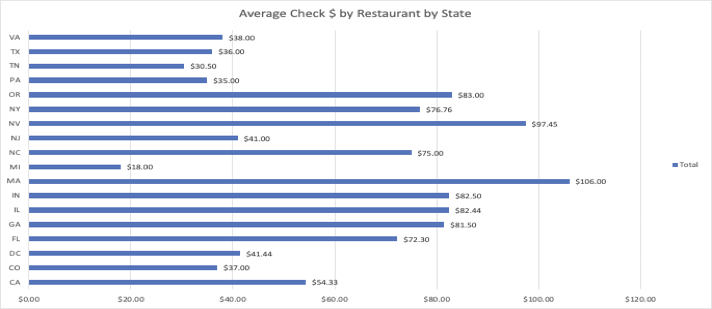 Average Check $ by Restaurant by State
VA $38.00
TX $36.00
TN $30.50
PA $35.00
OR $83.00
NY $76.76
NV $97.45
NJ $41.00
NC $75.00
MI $18.00
Total
MA $106.00
IN $82.50
IL $82.44
GA $81.50
FL $72.30
DC $41.44
CO $37.00
CA $54.33
$0.00 $20.00 $40.00 $60.00 $80.00 $100.00 $120.00